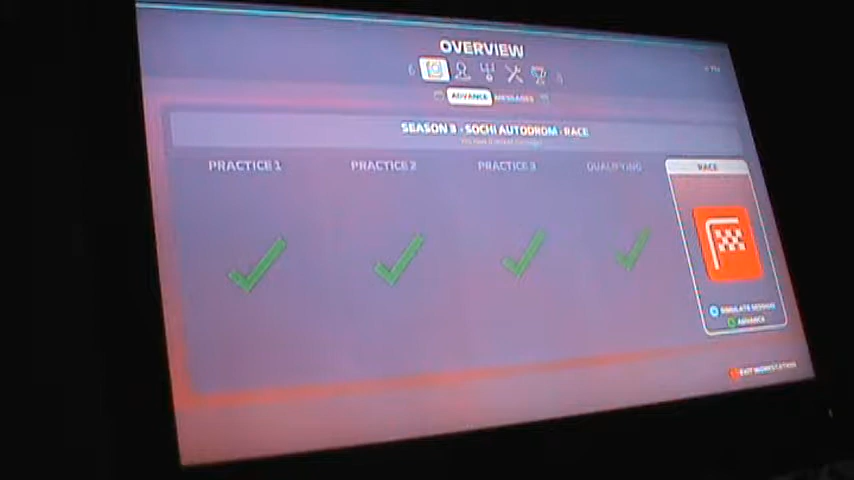 OVERVIEW
ADVANCE MESSAGES
SEASON 3 - SOCHI AUTODROM - RACE
PRACTICE 1 PRACTICE 2 PRACTICE 3 QUALIFYING RACE
SIMULATE SESSION
ADVANCE
EXIT WORKSTATION